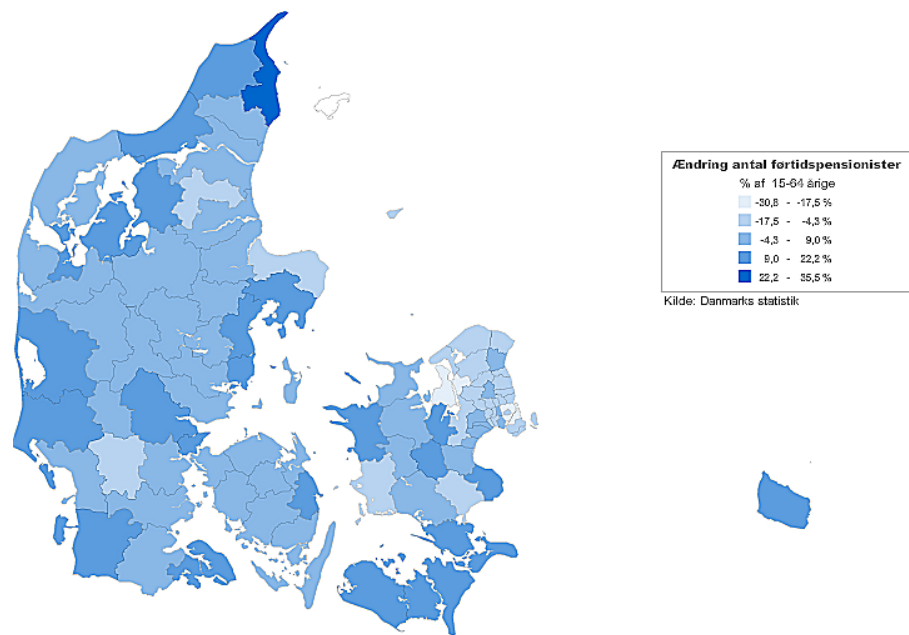 Ændring antal førtidspensionister
% af 15-64 årige
-30,8 - -17,5 %
-17,5 - -4,3 %
-4,3 - 9,0 %
9,0 - 22,2 %
22,2 - 35,5 %
Kilde: Danmarks statistik